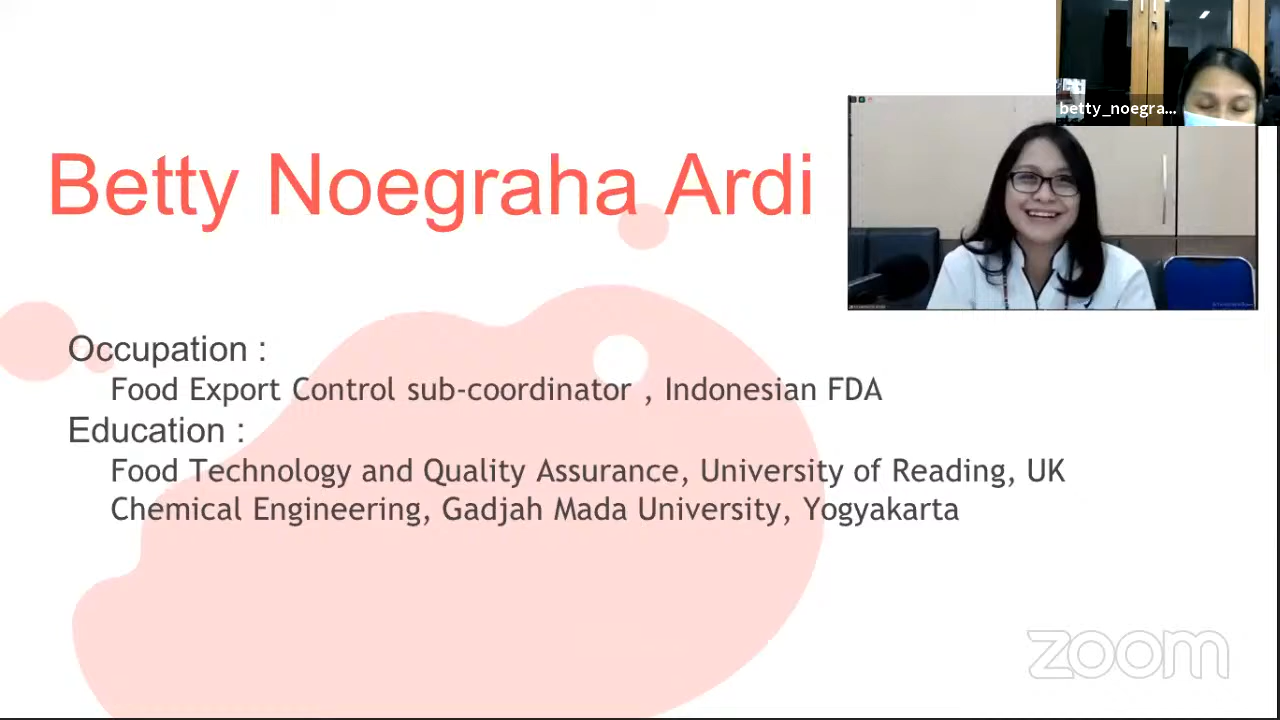 betty_noegra...
Betty Noegraha Ardi
Occupation :
Food Export Control sub-coordinator , Indonesian FDA
Education :
Food Technology and Quality Assurance, University of Reading, UK
Chemical Engineering, Gadjah Mada University, Yogyakarta
zoom